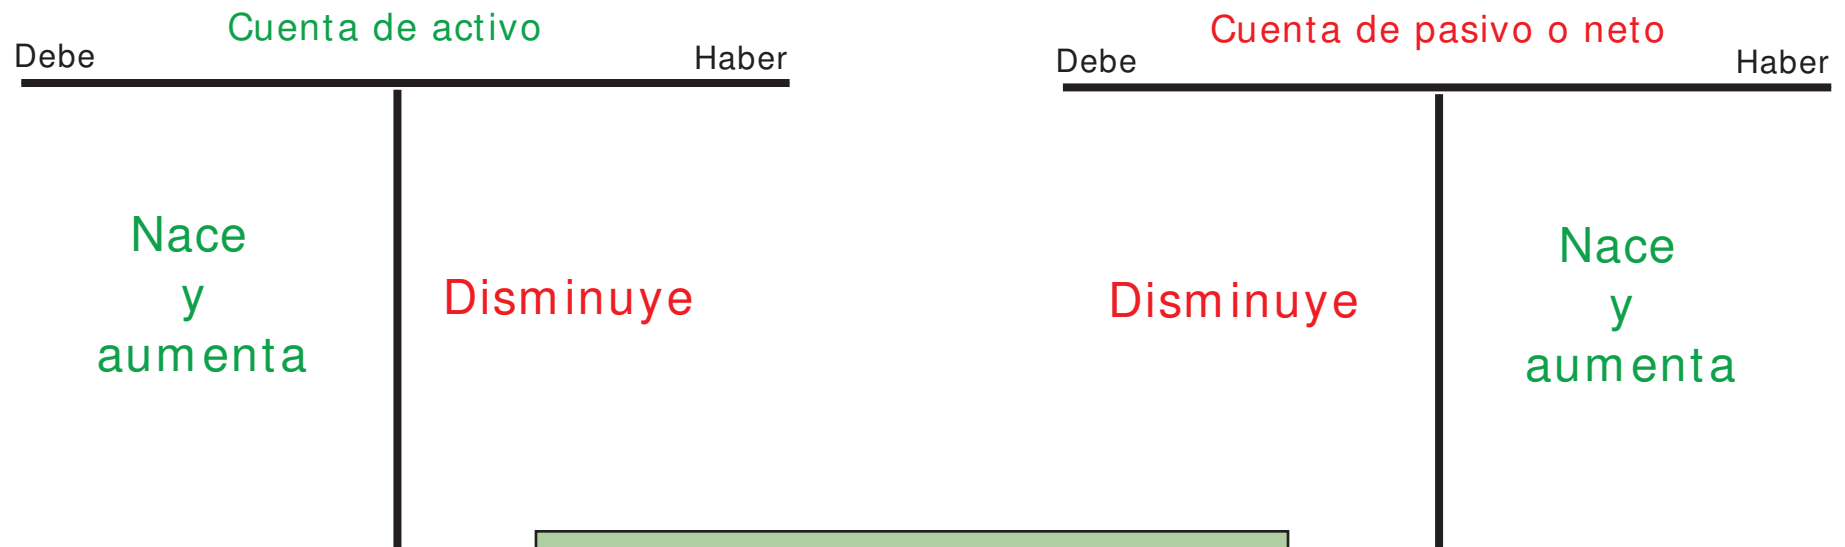 Cuenta de activo
Debe
Haber
Nace
y
aumenta
Disminuye
Cuenta de pasivo o neto
Debe
Haber
Disminuye
Nace
y
aumenta